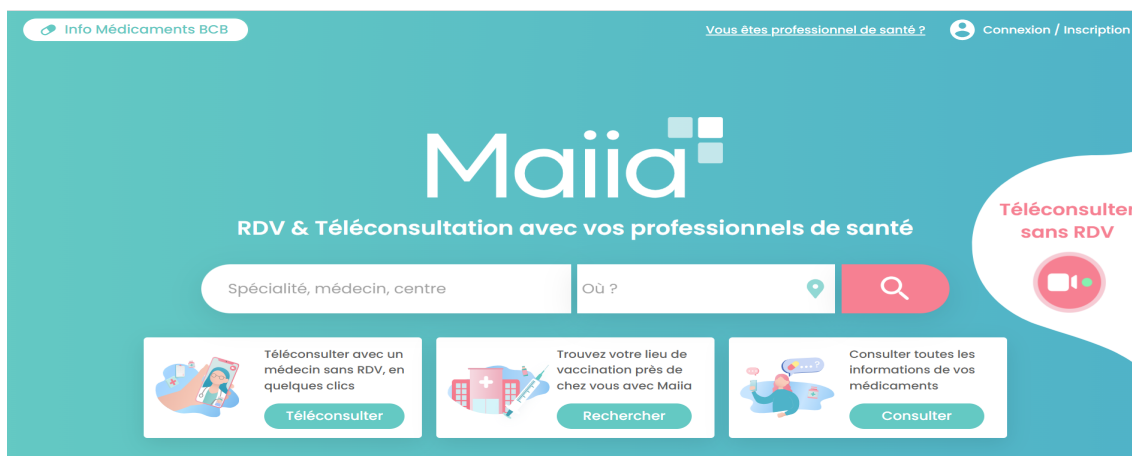 Info Médicaments BCB
Vous êtes professionnel de santé ?
Connexion / Inscription
Maiia
RDV & Téléconsultation avec vos professionnels de santé
Téléconsulter
sans RDV
Spécialité, médecin, centre
Où ?
Téléconsulter avec un
médecin sans RDV, en
quelques clics
Téléconsulter
Trouvez votre lieu de
vaccination près de
chez vous avec Maiia
Rechercher
Consulter toutes les
informations de vos
médicaments
Consulter